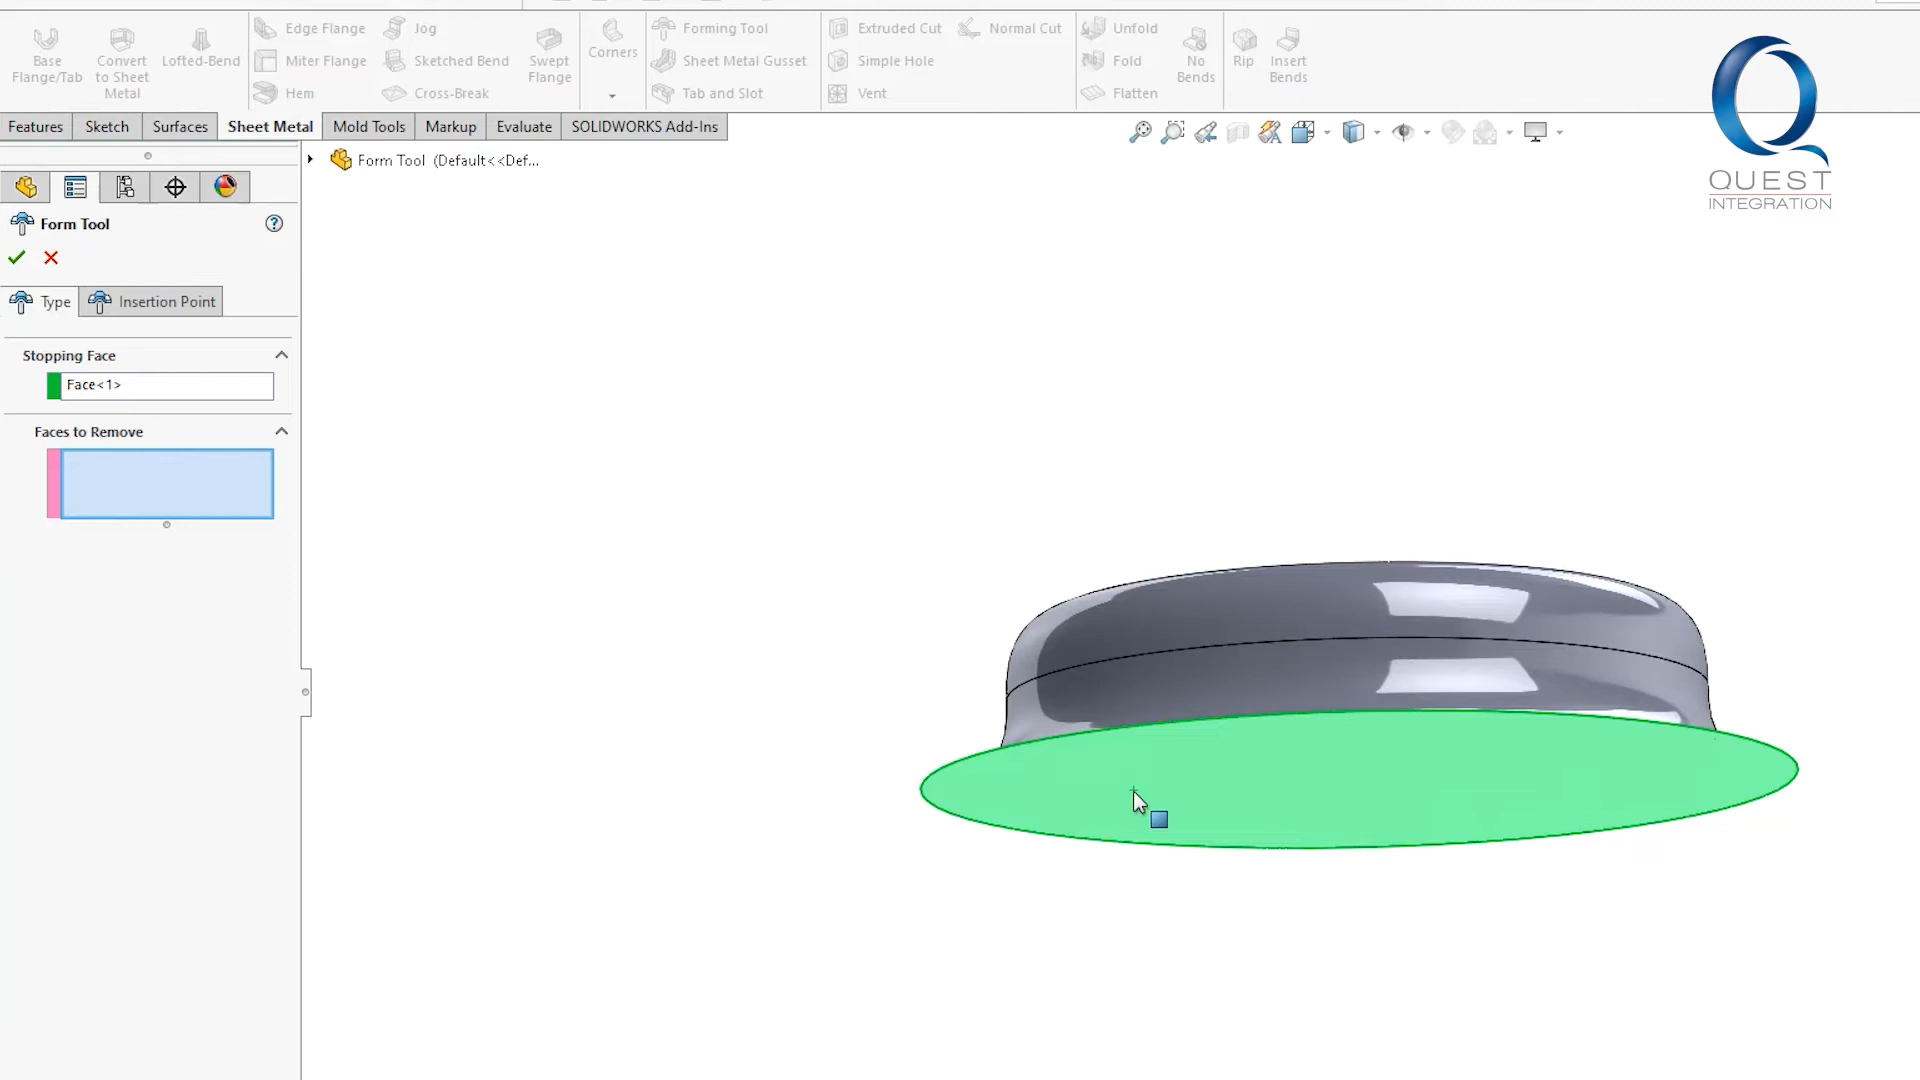 Base
Flange/Tab
Convert
to Sheet
Metal
Lofted-Bend
Edge Flange
Miter Flange
Hem
Jog
Sketched Bend
Cross-Break
Swept
Flange
Corners
Forming Tool
Sheet Metal Gusset
Tab and Slot
Extruded Cut
Simple Hole
Vent
Normal Cut
Unfold
Fold
Flatten
No
Bends
Rip
Insert
Bends
Features
Sketch
Surfaces
Sheet Metal
Mold Tools
Markup
Evaluate
SOLIDWORKS Add-Ins
QUEST
INTEGRATION
Form Tool (Default<<Def...
Form Tool
Type
Insertion Point
Stopping Face
Face<1>
Faces to Remove